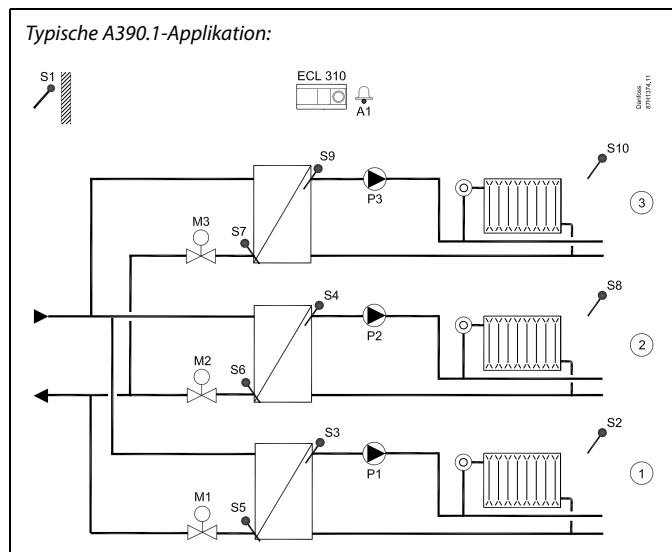 Typische A390.1-Applikation:
S1
ECL 310
A1
Danfoss
87H1374.11
S9
S10
P3
3
M3
S7
S4
S8
P2
2
M2
S6
S3
S2
P1
1
M1
S5